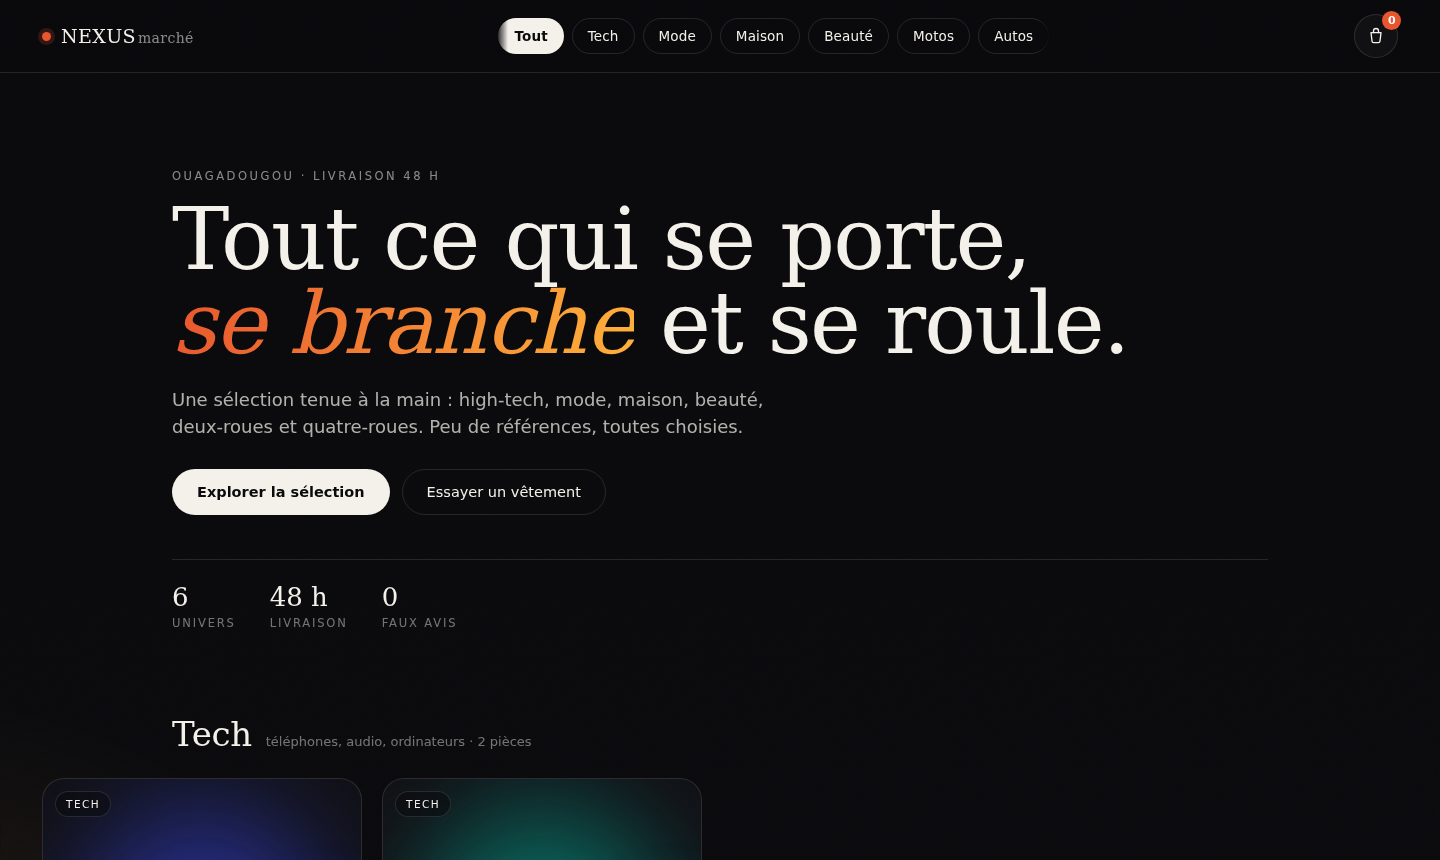 NEXUS marché
Tout
Tech
Mode
Maison
Beauté
Motos
Autos
0
OUAGADOUGOU · LIVRAISON 48 H
Tout ce qui se porte,
se branche et se roule.
Une sélection tenue à la main : high-tech, mode, maison, beauté,
deux-roues et quatre-roues. Peu de références, toutes choisies.
Explorer la sélection
Essayer un vêtement
6
UNIVERS
48 h
LIVRAISON
0
FAUX AVIS
Tech
téléphones, audio, ordinateurs · 2 pièces
TECH
TECH